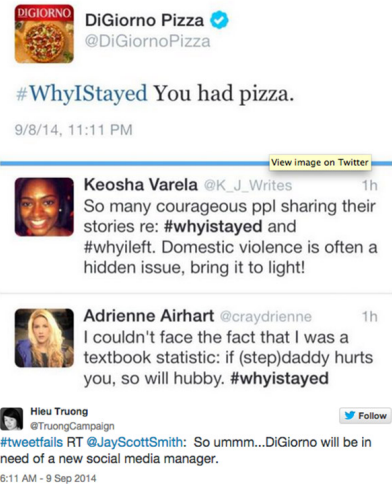 DIGIORNO
DiGiorno Pizza
@DiGiornoPizza
#WhyIStayed You had pizza.
9/8/14, 11:11 PM
View image on Twitter
Keosha Varela @K_J_Writes 1h
So many courageous ppl sharing their
stories re: #whyistayed and
#whyileft. Domestic violence is often a
hidden issue, bring it to light!
Adrienne Airhart @craydrienne 1h
I couldn't face the fact that I was a
textbook statistic: if (step)daddy hurts
you, so will hubby. #whyistayed
Hieu Truong
@TruongCampaign
Follow
#tweetfails RT @JayScottSmith: So ummm...DiGiorno will be in
need of a new social media manager.
6:11 AM - 9 Sep 2014